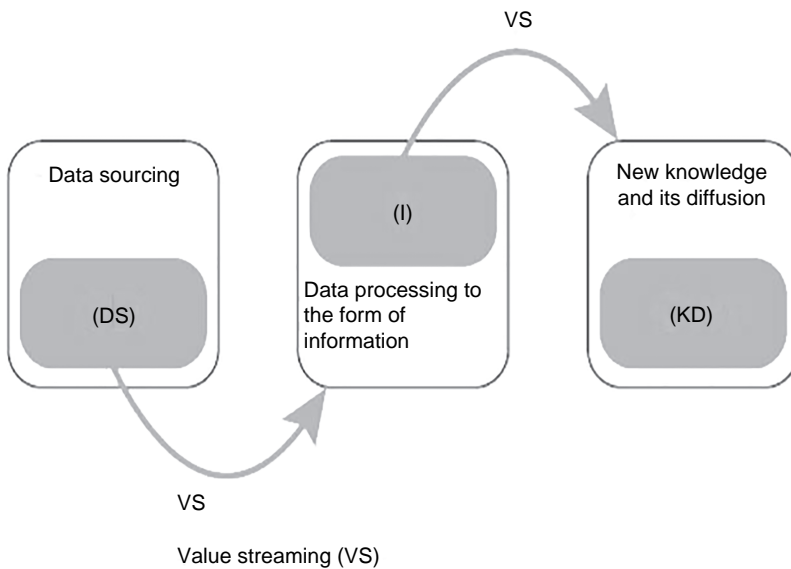 VS
Data sourcing
(DS)
(I)
Data processing to
the form of
information
New knowledge
and its diffusion
(KD)
VS
Value streaming (VS)